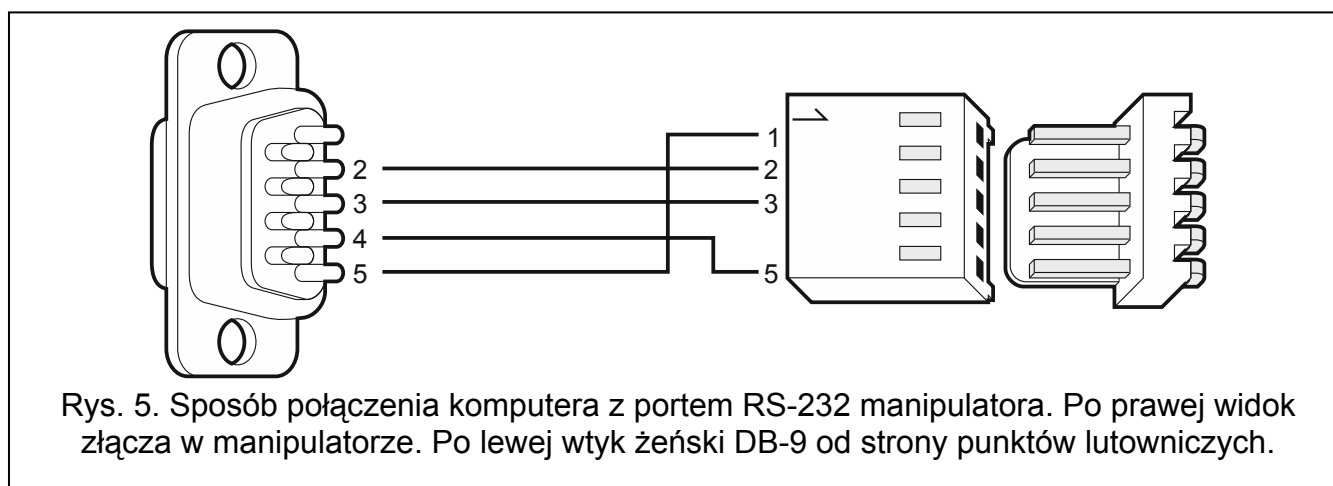 1
2 2
3 3
4
5 5
Rys. 5. Sposób połączenia komputera z portem RS-232 manipulatora. Po prawej widok
złącza w manipulatorze. Po lewej wtyk żeński DB-9 od strony punktów lutowniczych.